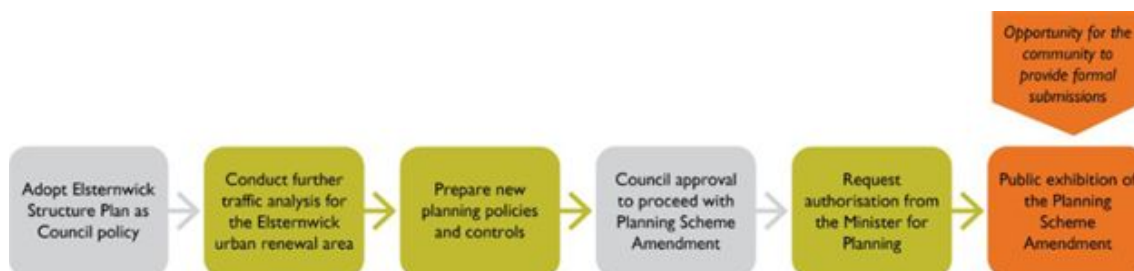 Opportunity for the
community to
provide formal
submissions
Adopt Elsternwick
Structure Plan as
Council policy
Conduct further
traffic analysis for
the Elsternwick
urban renewal area
Prepare new
planning policies
and controls
Council approval
to proceed with
Planning Scheme
Amendment
Request
authorisation from
the Minister for
Planning
Public exhibition of
the Planning
Scheme
Amendment